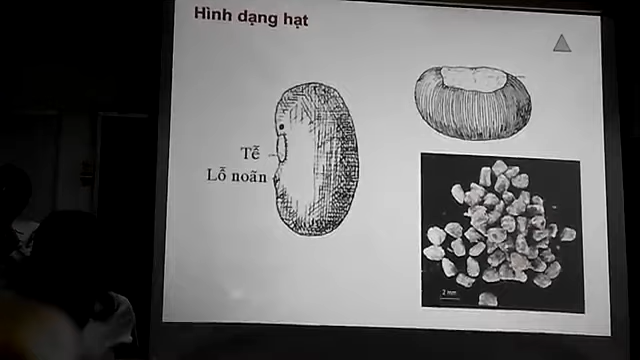 Hình dạng hạt
Tễ
Lỗ noãn
2 mm